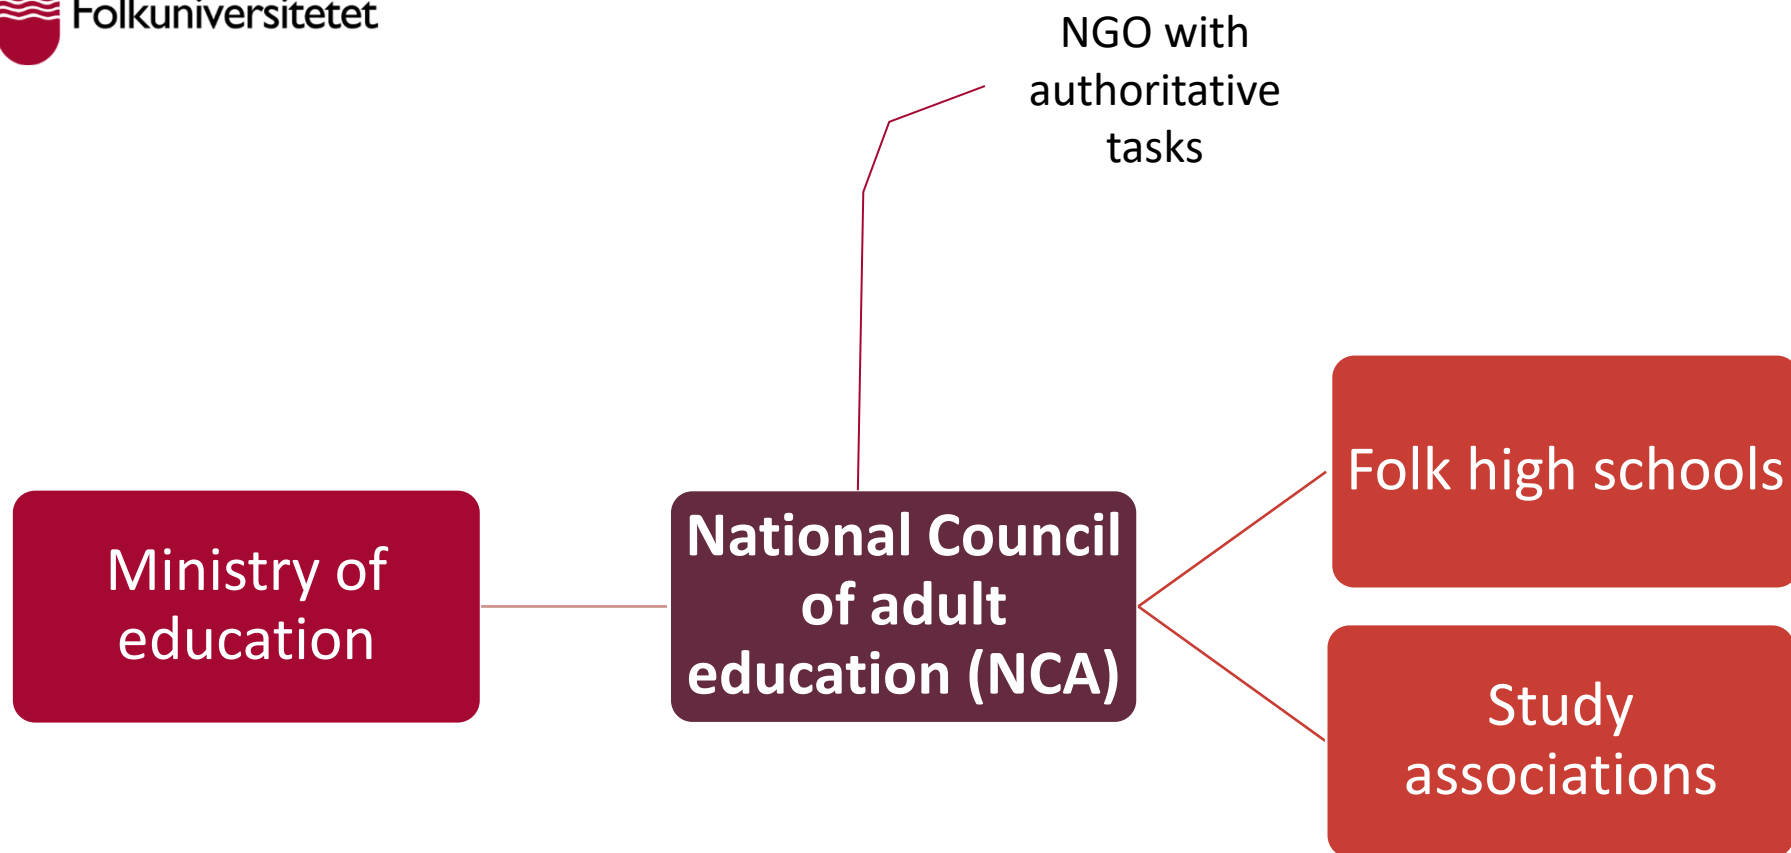 Folkuniversitetet
NGO with
authoritative
tasks
Ministry of
education
National Council
of adult
education (NCA)
Folk high schools
Study
associations